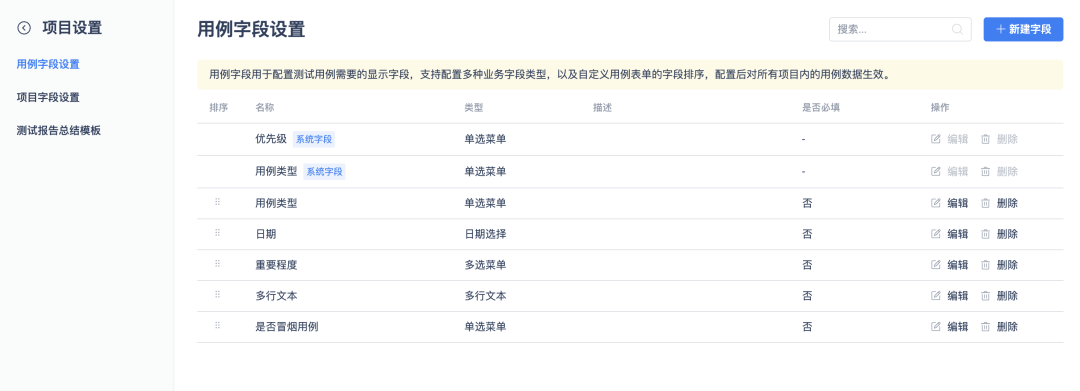 项目设置
用例字段设置
项目字段设置
测试报告总结模板
用例字段设置
搜索...
新建字段
用例字段用于配置测试用例需要的显示字段，支持配置多种业务字段类型，以及自定义用例表单的字段排序，配置后对所有项目内的用例数据生效。
排序 名称 类型 描述 是否必填 操作
优先级 系统字段 单选菜单 - 编辑 删除
用例类型 系统字段 单选菜单 - 编辑 删除
用例类型 单选菜单 否 编辑 删除
日期 日期选择 否 编辑 删除
重要程度 多选菜单 否 编辑 删除
多行文本 多行文本 否 编辑 删除
是否冒烟用例 单选菜单 否 编辑 删除